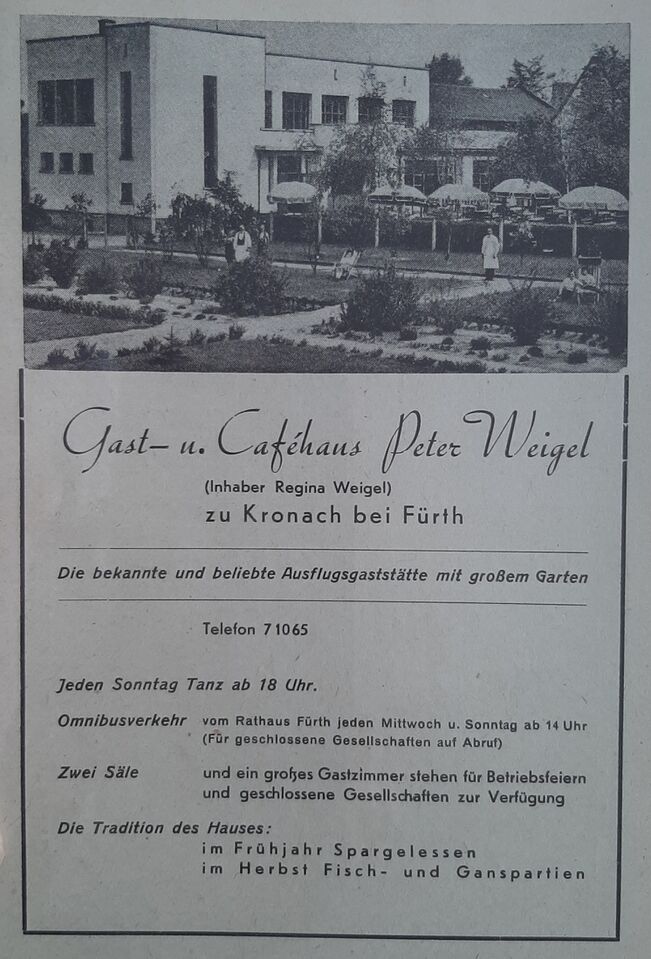 Gast- u. Caféhaus Peter Weigel
(Inhaber Regina Weigel)
zu Kronach bei Fürth
Die bekannte und beliebte Ausflugsgaststätte mit großem Garten
Telefon 71065
Jeden Sonntag Tanz ab 18 Uhr.
Omnibusverkehr vom Rathaus Fürth jeden Mittwoch u. Sonntag ab 14 Uhr
(Für geschlossene Gesellschaften auf Abruf)
Zwei Säle und ein großes Gastzimmer stehen für Betriebsfeiern
und geschlossene Gesellschaften zur Verfügung
Die Tradition des Hauses:
im Frühjahr Spargelessen
im Herbst Fisch- und Ganspartien